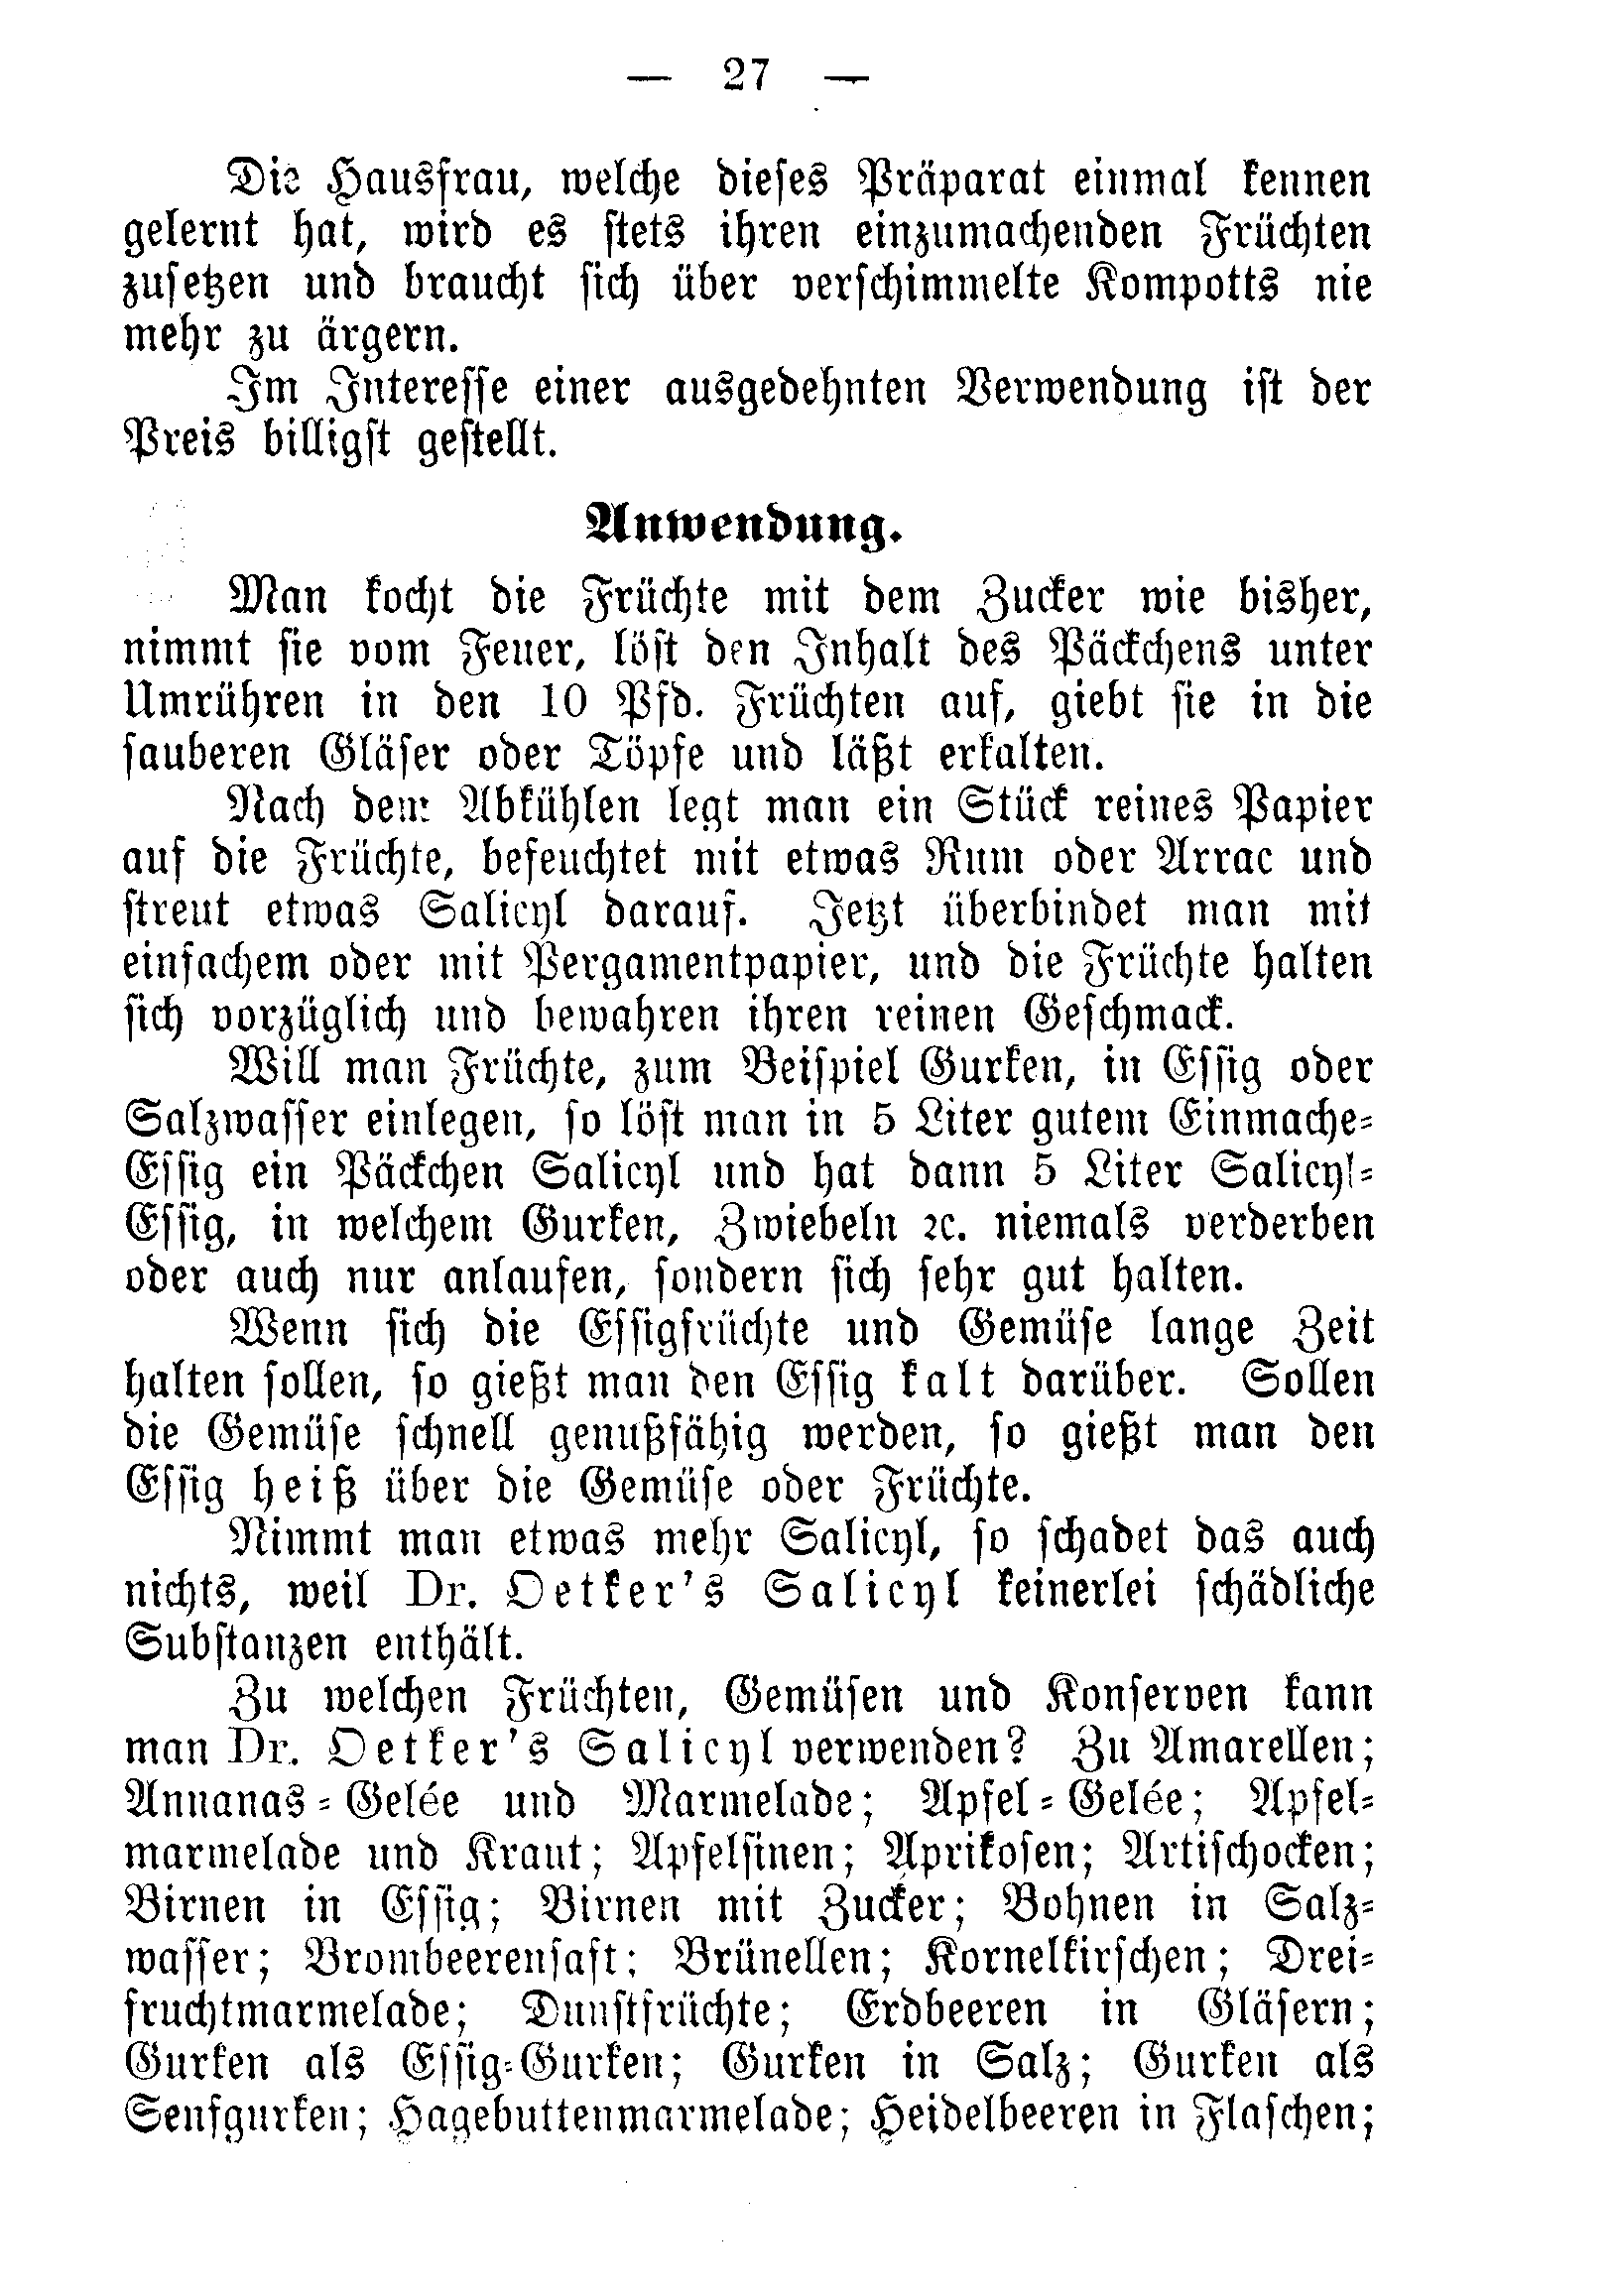 — 27 —
Die Hausfrau, welche dieses Präparat einmal kennen
gelernt hat, wird es stets ihren einzumachenden Früchten
zusetzen und braucht sich über verschimmelte Kompotts nie
mehr zu ärgern.
Im Interesse einer ausgedehnten Verwendung ist der
Preis billigst gestellt.
Anwendung.
Man kocht die Früchte mit dem Zucker wie bisher,
nimmt sie vom Feuer, löst den Inhalt des Päckchens unter
Umrühren in den 10 Pfd. Früchten auf, giebt sie in die
sauberen Gläser oder Töpfe und läßt erkalten.
Nach dem Abkühlen legt man ein Stück reines Papier
auf die Früchte, befeuchtet mit etwas Rum oder Arrac und
streut etwas Salicyl darauf. Jetzt überbindet man mit
einfachem oder mit Pergamentpapier, und die Früchte halten
sich vorzüglich und bewahren ihren reinen Geschmack.
Will man Früchte, zum Beispiel Gurken, in Essig oder
Salzwasser einlegen, so löst man in 5 Liter gutem Einmache-
Essig ein Päckchen Salicyl und hat dann 5 Liter Salicyl-
Essig, in welchem Gurken, Zwiebeln ꝛc. niemals verderben
oder auch nur anlaufen, sondern sich sehr gut halten.
Wenn sich die Essigfrüchte und Gemüse lange Zeit
halten sollen, so gießt man den Essig kalt darüber. Sollen
die Gemüse schnell genußfähig werden, so gießt man den
Essig heiß über die Gemüse oder Früchte.
Nimmt man etwas mehr Salicyl, so schadet das auch
nichts, weil Dr. Oetker's Salicyl keinerlei schädliche
Substanzen enthält.
Zu welchen Früchten, Gemüsen und Konserven kann
man Dr. Oetker's Salicyl verwenden? Zu Amarellen;
Annanas-Gelée und Marmelade; Apfel-Gelée; Apfel-
marmelade und Kraut; Apfelsinen; Aprikosen; Artischocken;
Birnen in Essig; Birnen mit Zucker; Bohnen in Salz-
wasser; Brombeerensaft; Brünellen; Kornelkirschen; Drei-
fruchtmarmelade; Dunstfrüchte; Erdbeeren in Gläsern;
Gurken als Essig-Gurken; Gurken in Salz; Gurken als
Senfgurken; Hagebuttenmarmelade; Heidelbeeren in Flaschen;